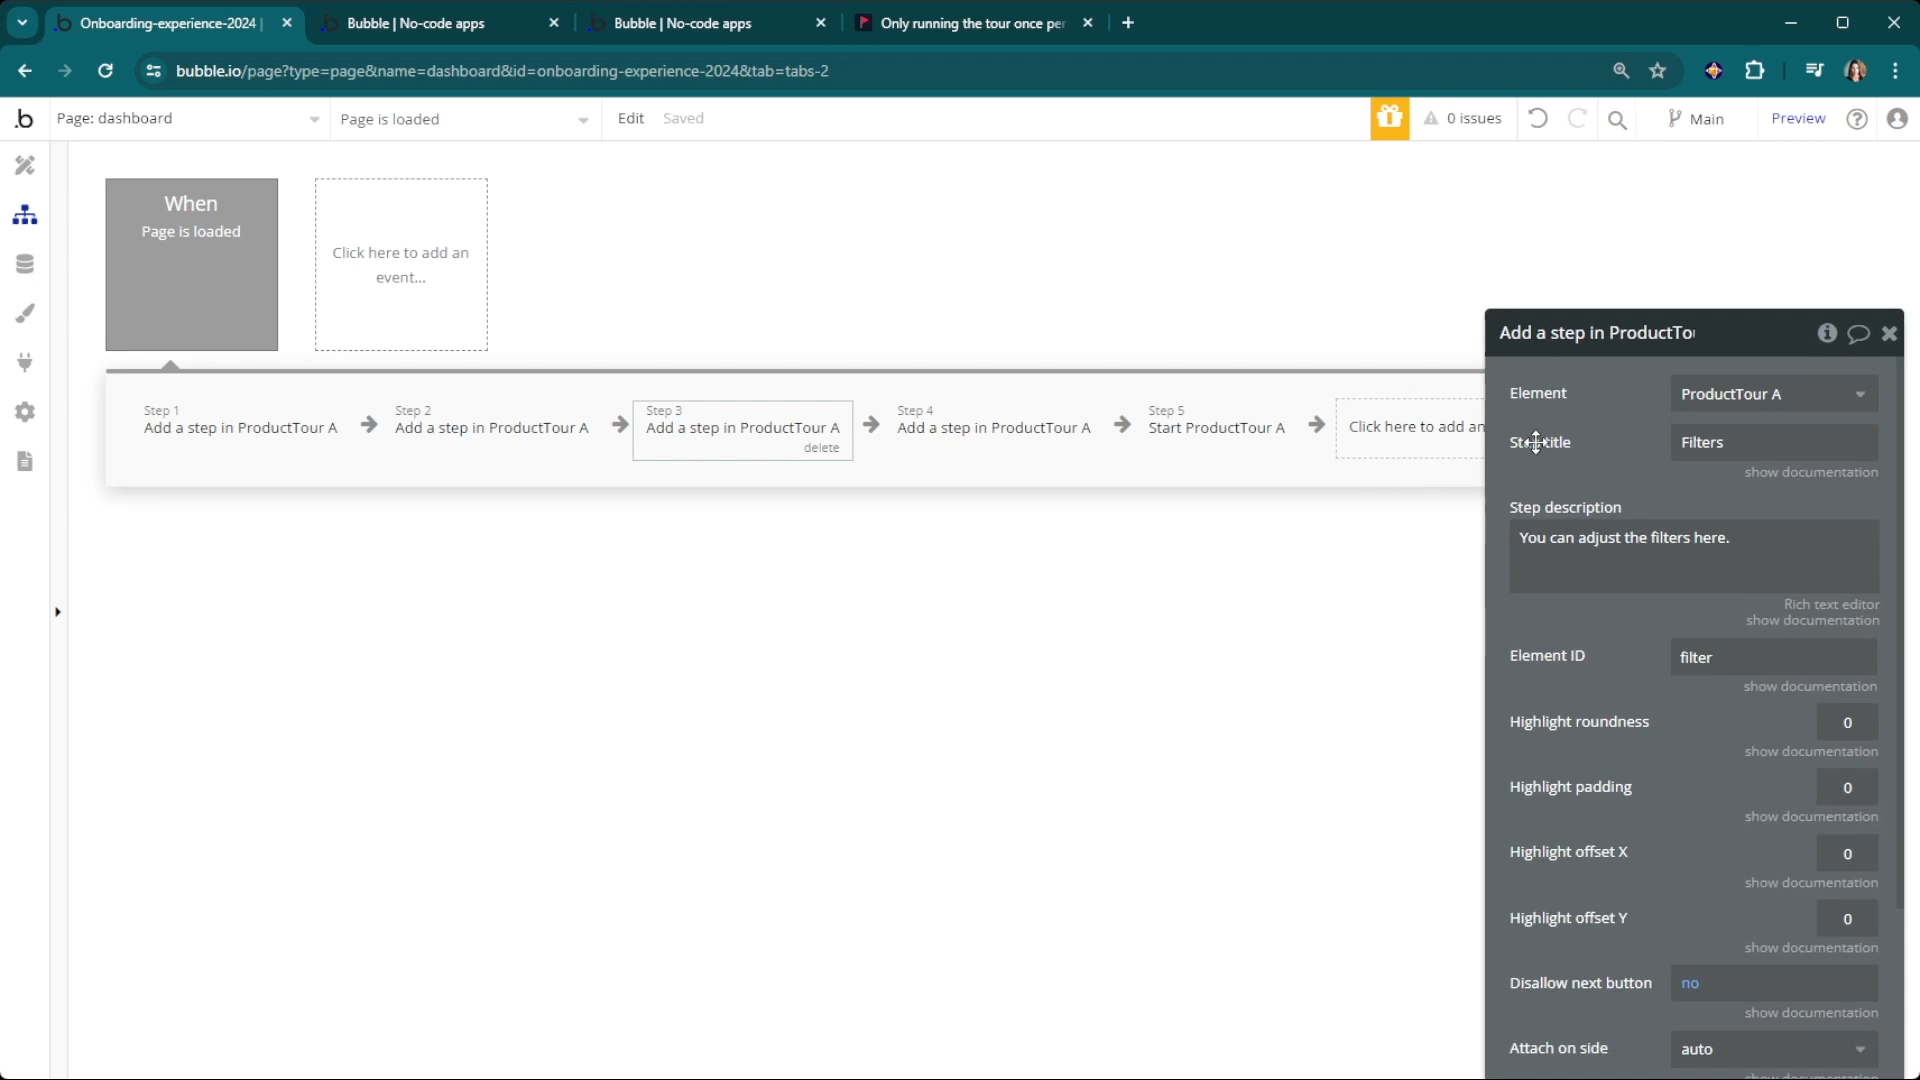 Onboarding-experience-2024 |
Bubble | No-code apps
Bubble | No-code apps
Only running the tour once per
bubble.io/page?type=page&name=dashboard&id=onboarding-experience-2024&tab=tabs-2
.b
Page: dashboard
Page is loaded
Edit
Saved
0 issues
Main
Preview
When
Page is loaded
Click here to add an
event...
Step 1
Add a step in ProductTour A
Step 2
Add a step in ProductTour A
Step 3
Add a step in ProductTour A
delete
Step 4
Add a step in ProductTour A
Step 5
Start ProductTour A
Click here to add an
Add a step in ProductTou
Element
ProductTour A
Step title
Filters
show documentation
Step description
You can adjust the filters here.
Rich text editor
show documentation
Element ID
filter
show documentation
Highlight roundness
0
show documentation
Highlight padding
0
show documentation
Highlight offset X
0
show documentation
Highlight offset Y
0
show documentation
Disallow next button
no
show documentation
Attach on side
auto
show documentation